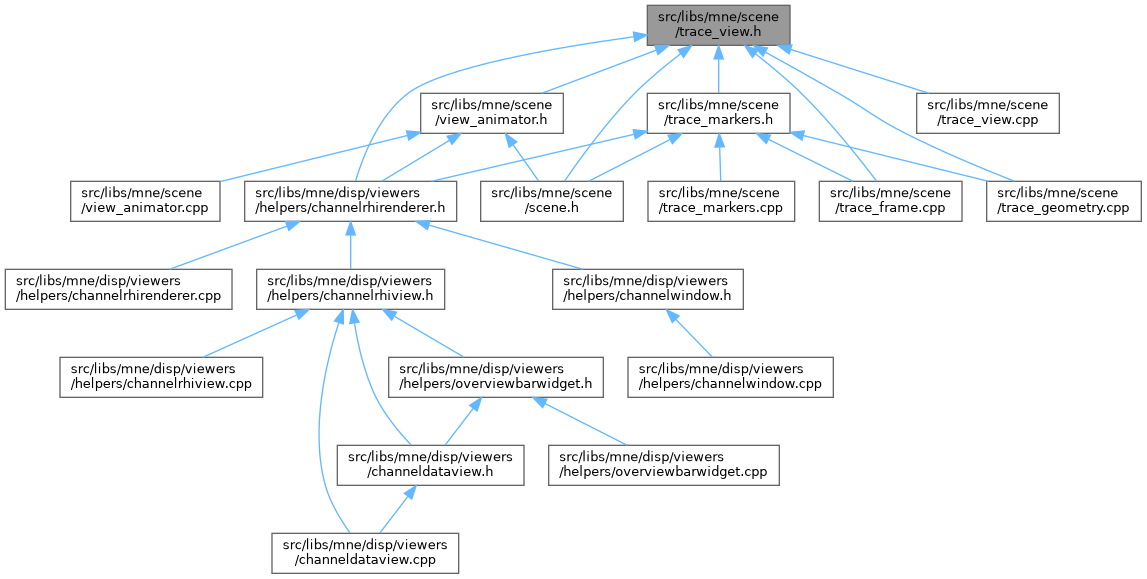 src/libs/mne/scene
/trace_view.h
src/libs/mne/scene
/view_animator.h
src/libs/mne/scene
/trace_markers.h
src/libs/mne/scene
/trace_view.cpp
src/libs/mne/scene
/view_animator.cpp
src/libs/mne/disp/viewers
/helpers/channelrhirenderer.h
src/libs/mne/scene
/scene.h
src/libs/mne/scene
/trace_markers.cpp
src/libs/mne/scene
/trace_frame.cpp
src/libs/mne/scene
/trace_geometry.cpp
src/libs/mne/disp/viewers
/helpers/channelrhirenderer.cpp
src/libs/mne/disp/viewers
/helpers/channelrhiview.h
src/libs/mne/disp/viewers
/helpers/channelwindow.h
src/libs/mne/disp/viewers
/helpers/channelrhiview.cpp
src/libs/mne/disp/viewers
/helpers/overviewbarwidget.h
src/libs/mne/disp/viewers
/helpers/channelwindow.cpp
src/libs/mne/disp/viewers
/channeldataview.h
src/libs/mne/disp/viewers
/helpers/overviewbarwidget.cpp
src/libs/mne/disp/viewers
/channeldataview.cpp